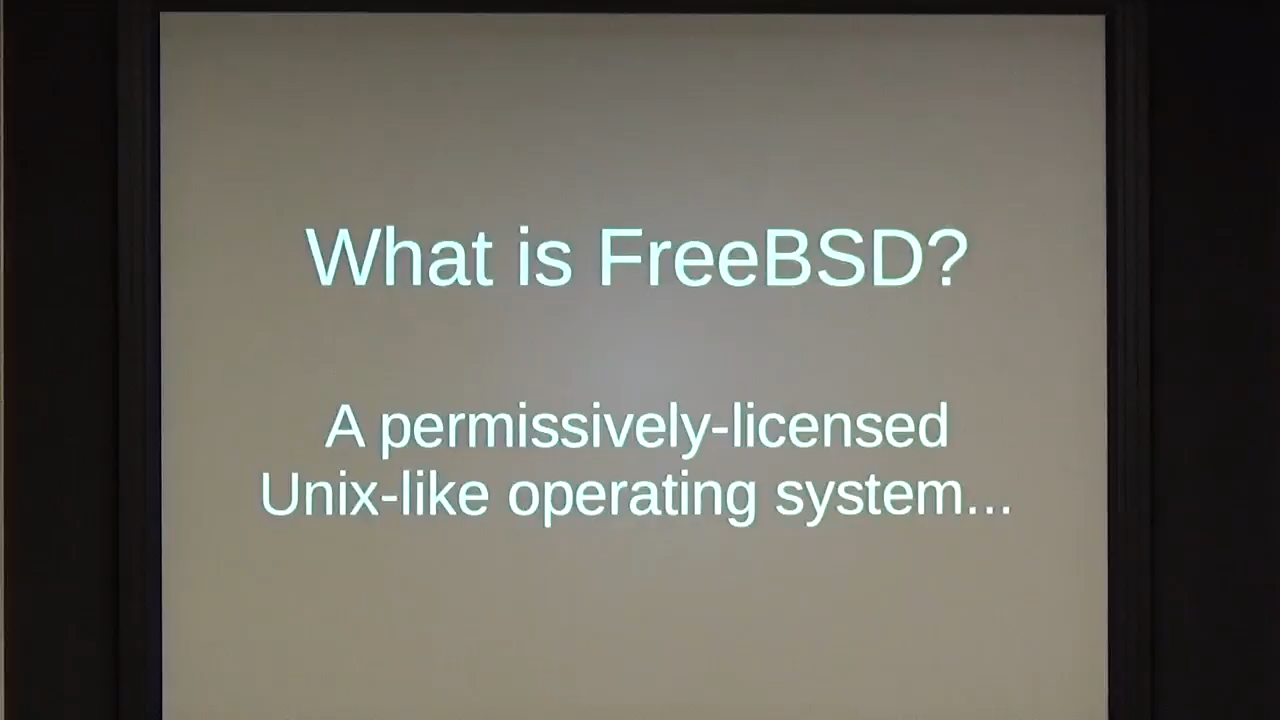 What is FreeBSD?
A permissively-licensed
Unix-like operating system...